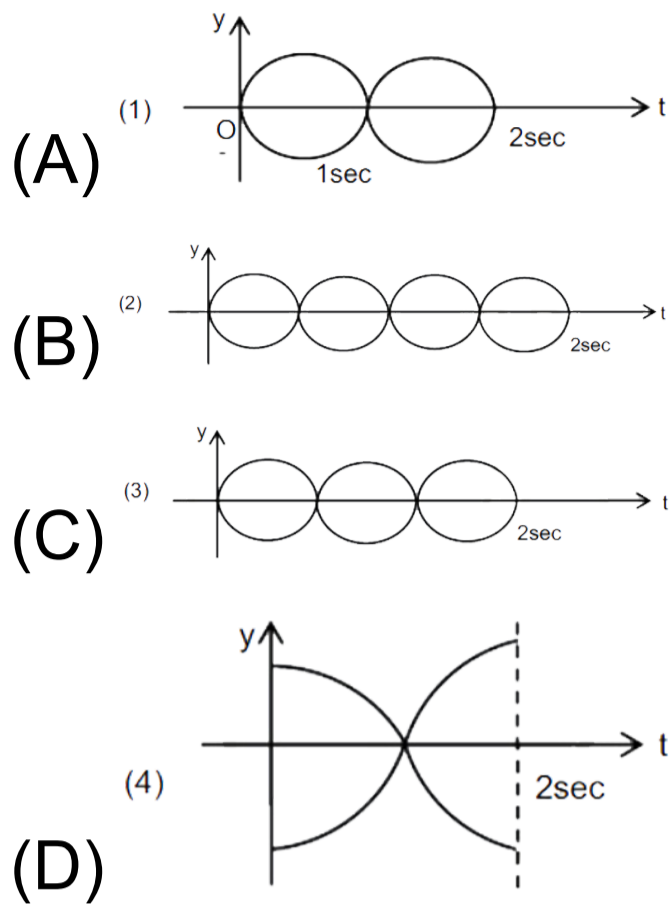 y
(1)
O
t
2sec
1sec
(A)
y
(2)
t
2sec
(B)
y
(3)
t
2sec
(C)
y
t
(4)
2sec
(D)